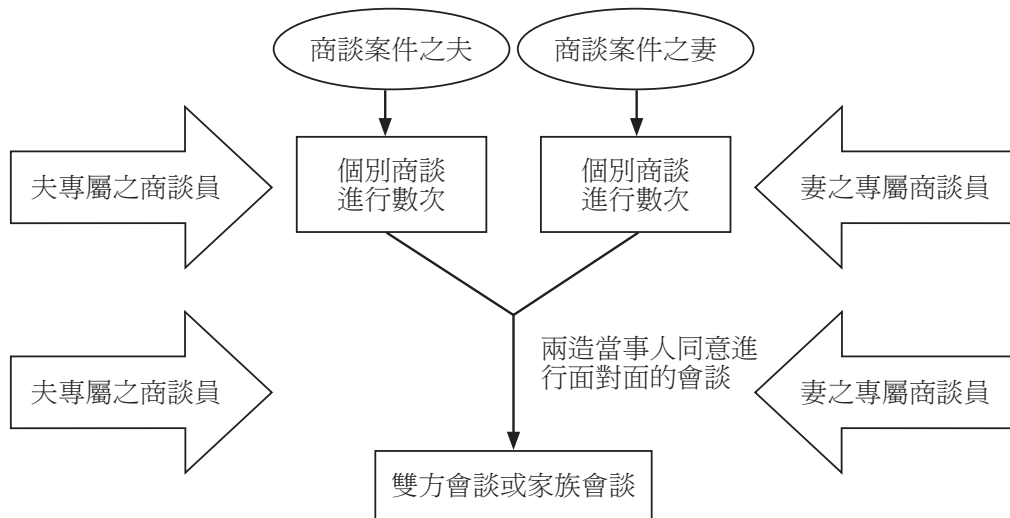 商談案件之夫
商談案件之妻
夫專屬之商談員
個別商談
進行數次
個別商談
進行數次
妻之專屬商談員
兩造當事人同意進
行面對面的會談
夫專屬之商談員
妻之專屬商談員
雙方會談或家族會談